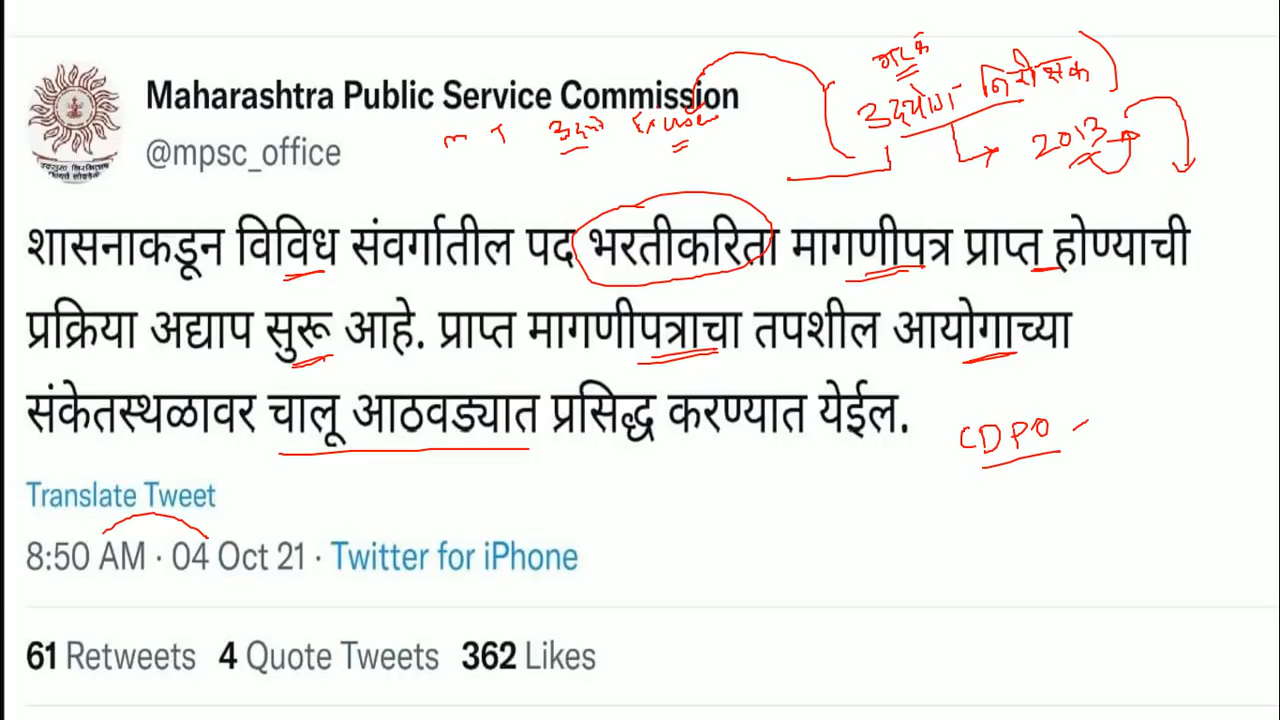 Maharashtra Public Service Commission
@mpsc_office
उदयोग निरीक्षक
2013
शासनाकडून विविध संवर्गातील पद भरतीकरिता मागणीपत्र प्राप्त होण्याची
प्रक्रिया अद्याप सुरू आहे. प्राप्त मागणीपत्राचा तपशील आयोगाच्या
संकेतस्थळावर चालू आठवड्यात प्रसिद्ध करण्यात येईल.
CDPO -
Translate Tweet
8:50 AM · 04 Oct 21 · Twitter for iPhone
61 Retweets 4 Quote Tweets 362 Likes